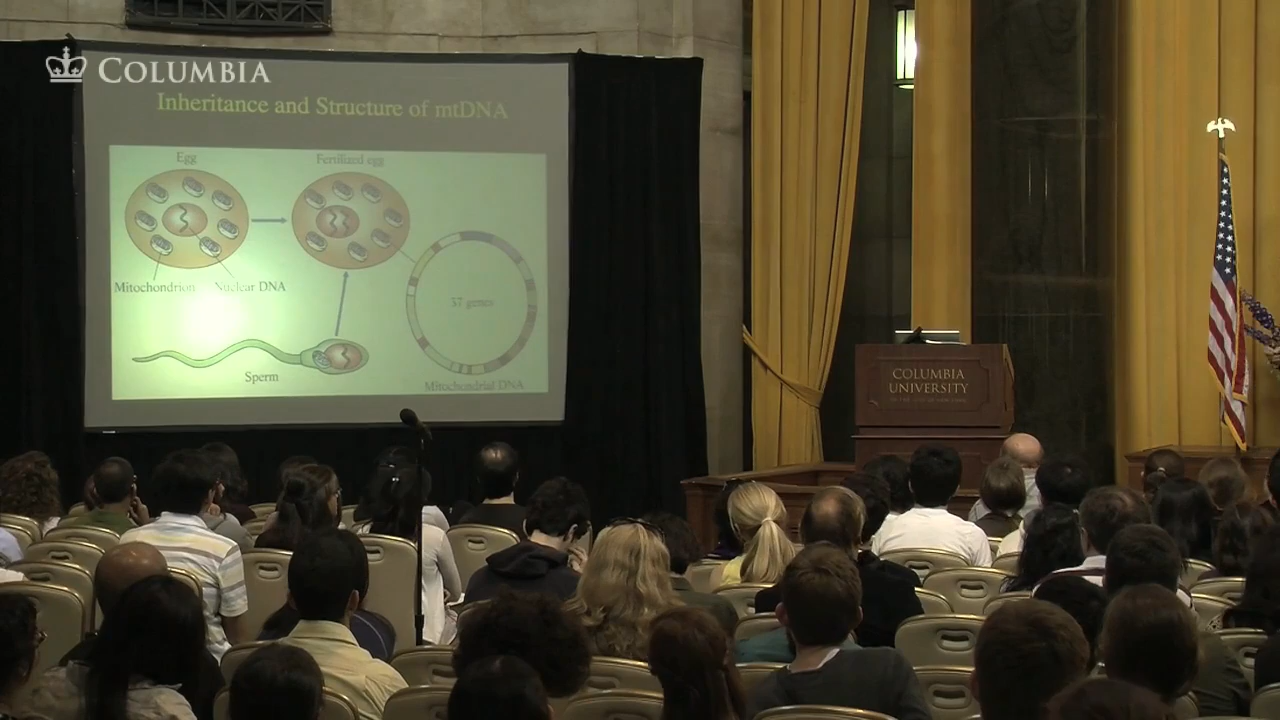 COLUMBIA
Inheritance and Structure of mtDNA
Egg
Fertilized egg
Mitochondrion
Nuclear DNA
37 genes
Sperm
Mitochondrial DNA
COLUMBIA
UNIVERSITY